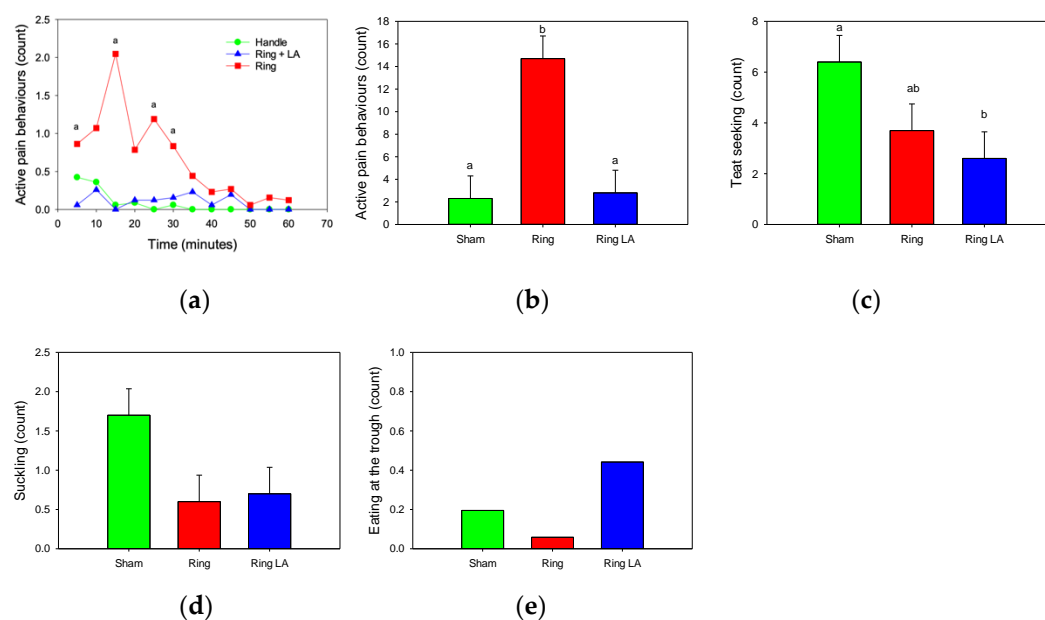 Active pain behaviours (count)
2.5
2.0
1.5
1.0
0.5
0.0
0 10 20 30 40 50 60 70
Time (minutes)
Handle
Ring + LA
Ring
a
a
a
a
(a)
Active pain behaviours (count)
18
16
14
12
10
8
6
4
2
0
a
b
a
Sham Ring Ring LA
(b)
Teat seeking (count)
8
6
4
2
0
a
ab
b
Sham Ring Ring LA
(c)
Suckling (count)
2.5
2.0
1.5
1.0
0.5
0.0
Sham Ring Ring LA
(d)
Eating at the trough (count)
1.0
0.8
0.6
0.4
0.2
0.0
Sham Ring Ring LA
(e)